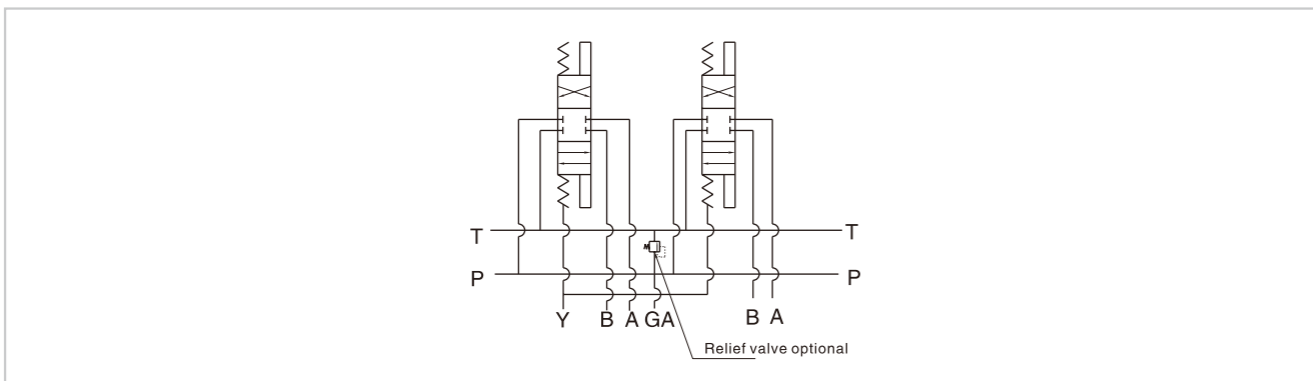 T T
P P
Y B A GA B A
Relief valve optional